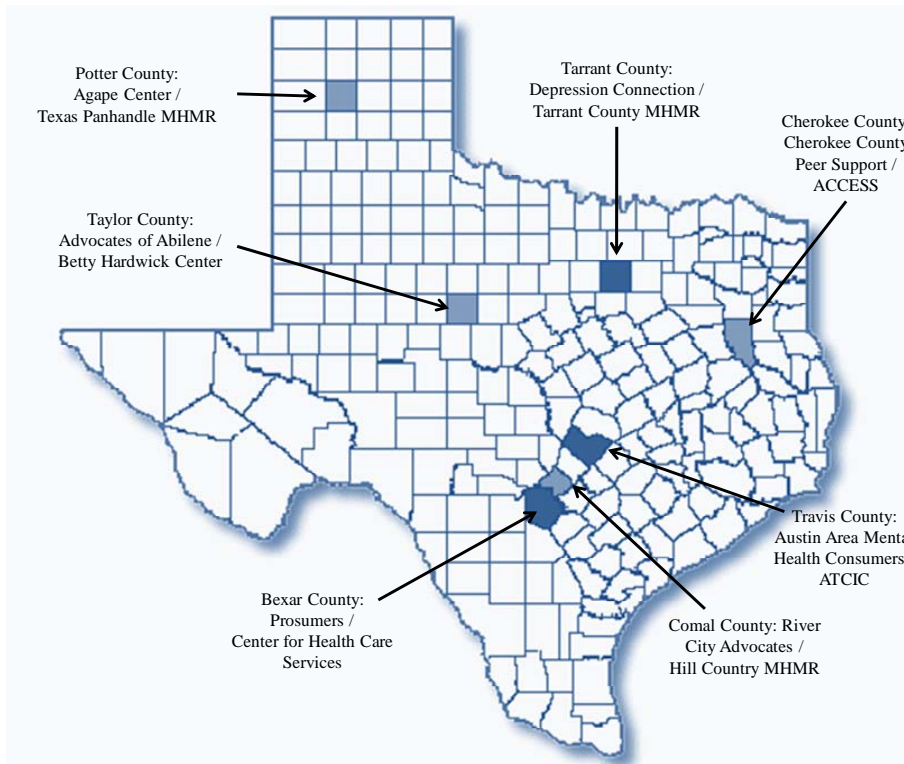 Potter County:
Agape Center /
Texas Panhandle MHMR
Tarrant County:
Depression Connection /
Tarrant County MHMR
Cherokee County
Cherokee County
Peer Support /
ACCESS
Taylor County:
Advocates of Abilene /
Betty Hardwick Center
Travis County:
Austin Area Menta
Health Consumers
ATCIC
Bexar County:
Prosumers /
Center for Health Care
Services
Comal County: River
City Advocates /
Hill Country MHMR